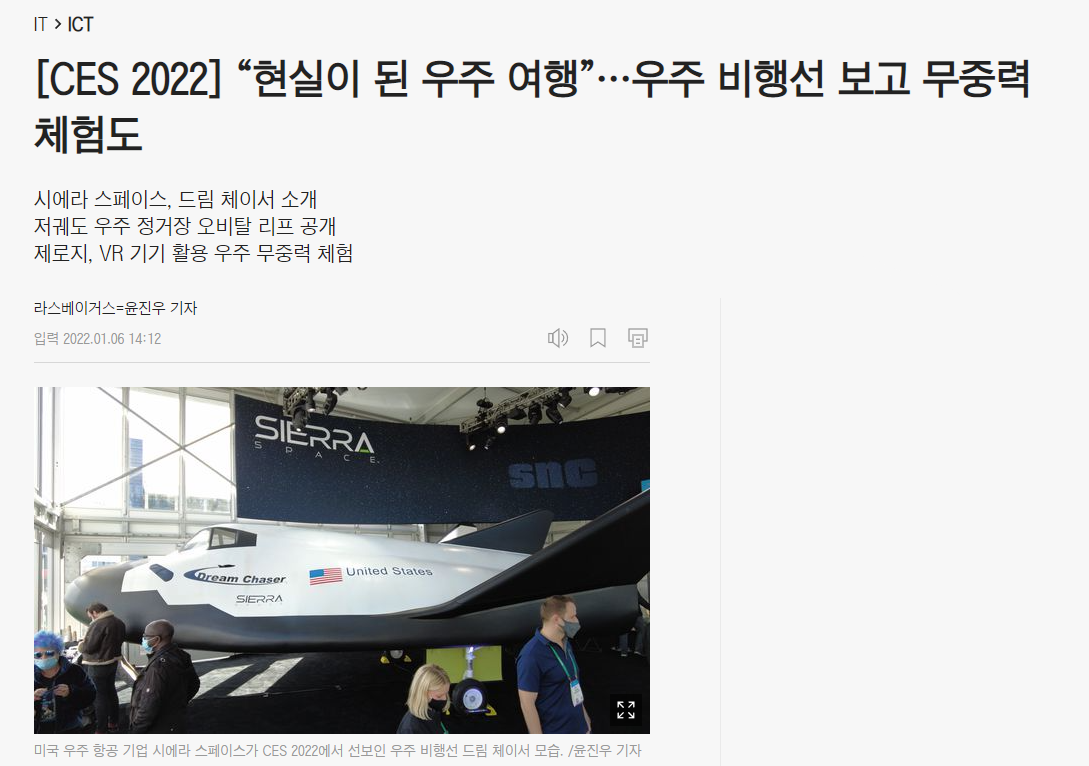 IT > ICT
[CES 2022] “현실이 된 우주 여행”…우주 비행선 보고 무중력
체험도
시에라 스페이스, 드림 체이서 소개
저궤도 우주 정거장 오비탈 리프 공개
제로지, VR 기기 활용 우주 무중력 체험
라스베이거스=윤진우 기자
입력 2022.01.06 14:12
SIERRA
SPACE
snc
Dream Chaser
United States
SIERRA
미국 우주 항공 기업 시에라 스페이스가 CES 2022에서 선보인 우주 비행선 드림 체이서 모습. /윤진우 기자